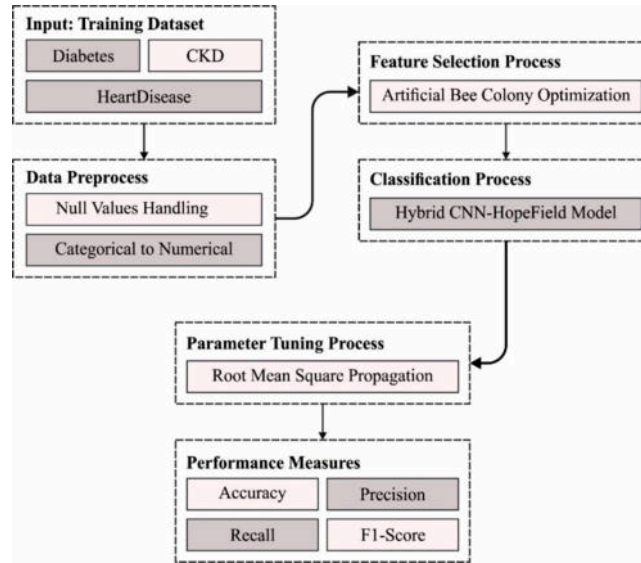 Input: Training Dataset
Diabetes
CKD
HeartDisease
Data Preprocess
Null Values Handling
Categorical to Numerical
Feature Selection Process
Artificial Bee Colony Optimization
Classification Process
Hybrid CNN-HopeField Model
Parameter Tuning Process
Root Mean Square Propagation
Performance Measures
Accuracy
Precision
Recall
F1-Score